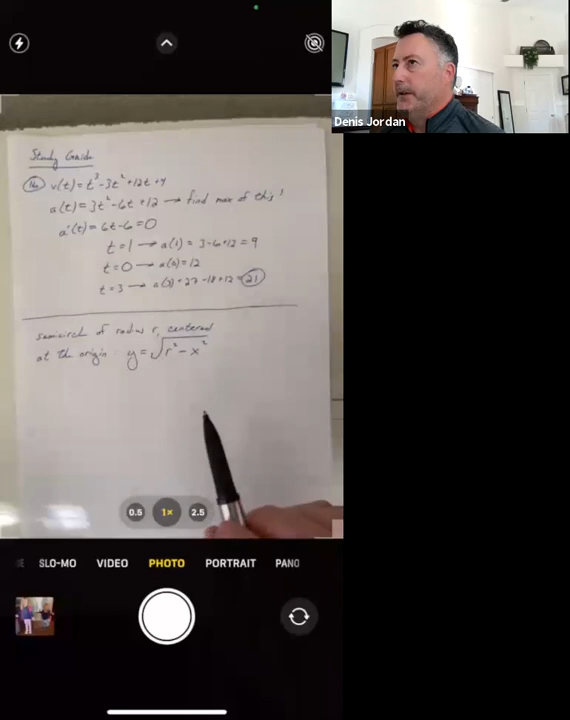 Denis Jordan
Study Guide
16. v(t) = t³ - 3t² + 12t + 4
a(t) = 3t² - 6t + 12 → find max of this!
a'(t) = 6t - 6 = 0
t = 1 → a(1) = 3 - 6 + 12 = 9
t = 0 → a(0) = 12
t = 3 → a(3) = 27 - 18 + 12 = 21
semicircle of radius r, centered
at the origin: y = √(r² - x²)
0.5 1× 2.5
SLO-MO VIDEO PHOTO PORTRAIT PANO